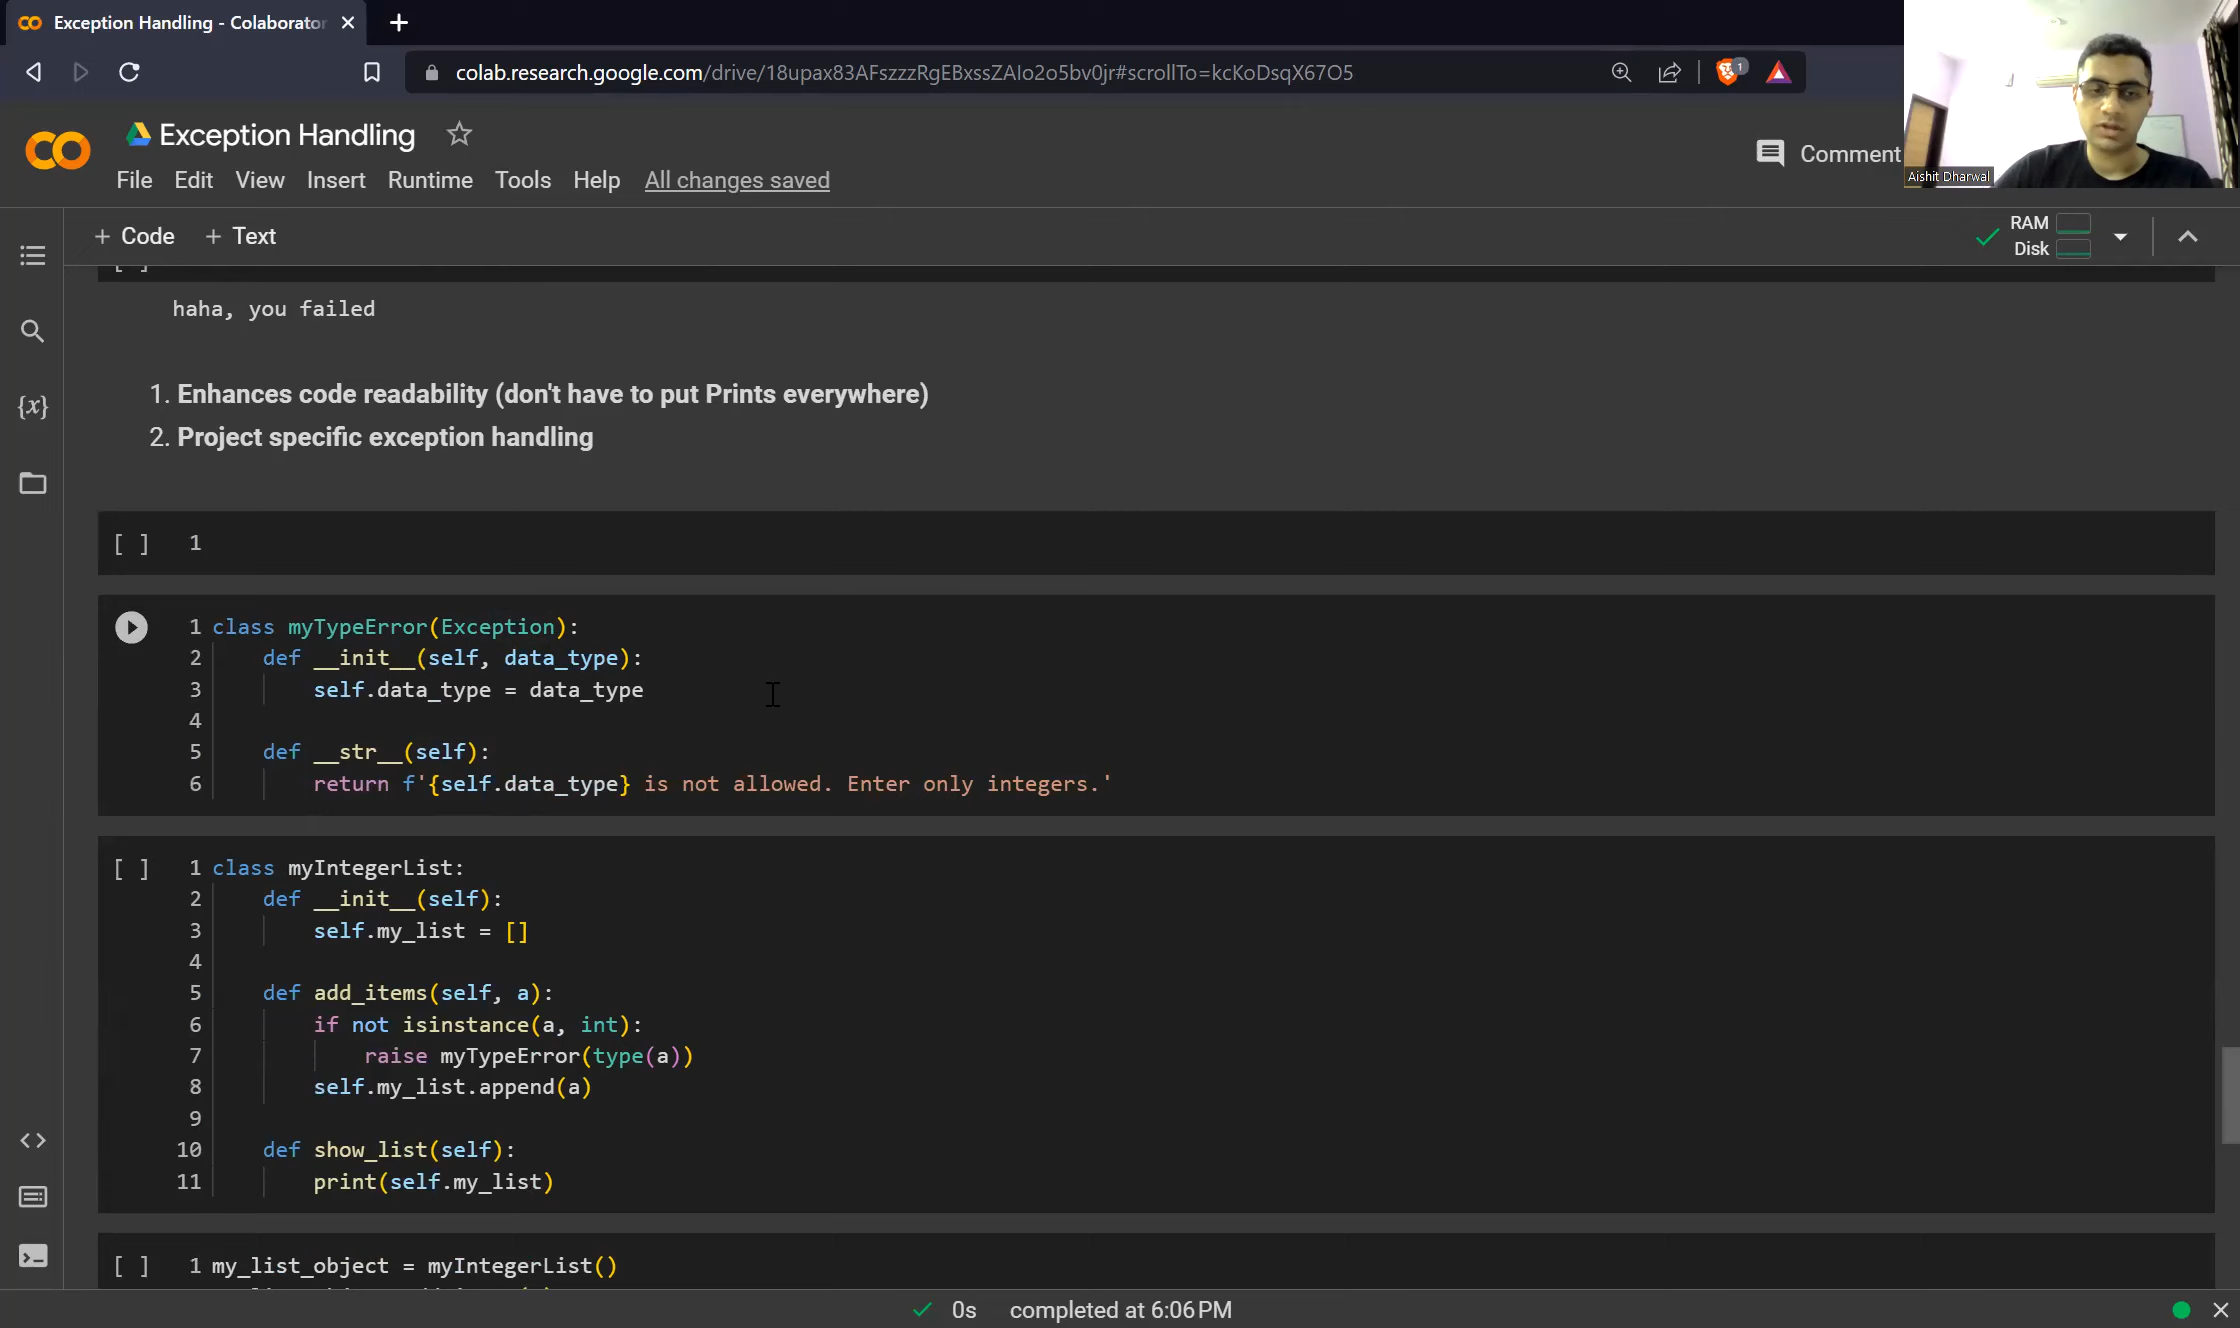 Exception Handling - Colaborator
colab.research.google.com/drive/18upax83AFszzzRgEBxssZAIo2o5bv0jr#scrollTo=kcKoDsqX67O5
1
Exception Handling
Comment
Aishit Dharwal
File Edit View Insert Runtime Tools Help All changes saved
+ Code + Text
RAM
Disk
haha, you failed
1. Enhances code readability (don't have to put Prints everywhere)
2. Project specific exception handling
[ ] 1
1 class myTypeError(Exception):
2     def __init__(self, data_type):
3         self.data_type = data_type
4
5     def __str__(self):
6         return f'{self.data_type} is not allowed. Enter only integers.'
[ ] 1 class myIntegerList:
2     def __init__(self):
3         self.my_list = []
4
5     def add_items(self, a):
6         if not isinstance(a, int):
7             raise myTypeError(type(a))
8         self.my_list.append(a)
9
10     def show_list(self):
11         print(self.my_list)
[ ] 1 my_list_object = myIntegerList()
0s completed at 6:06 PM